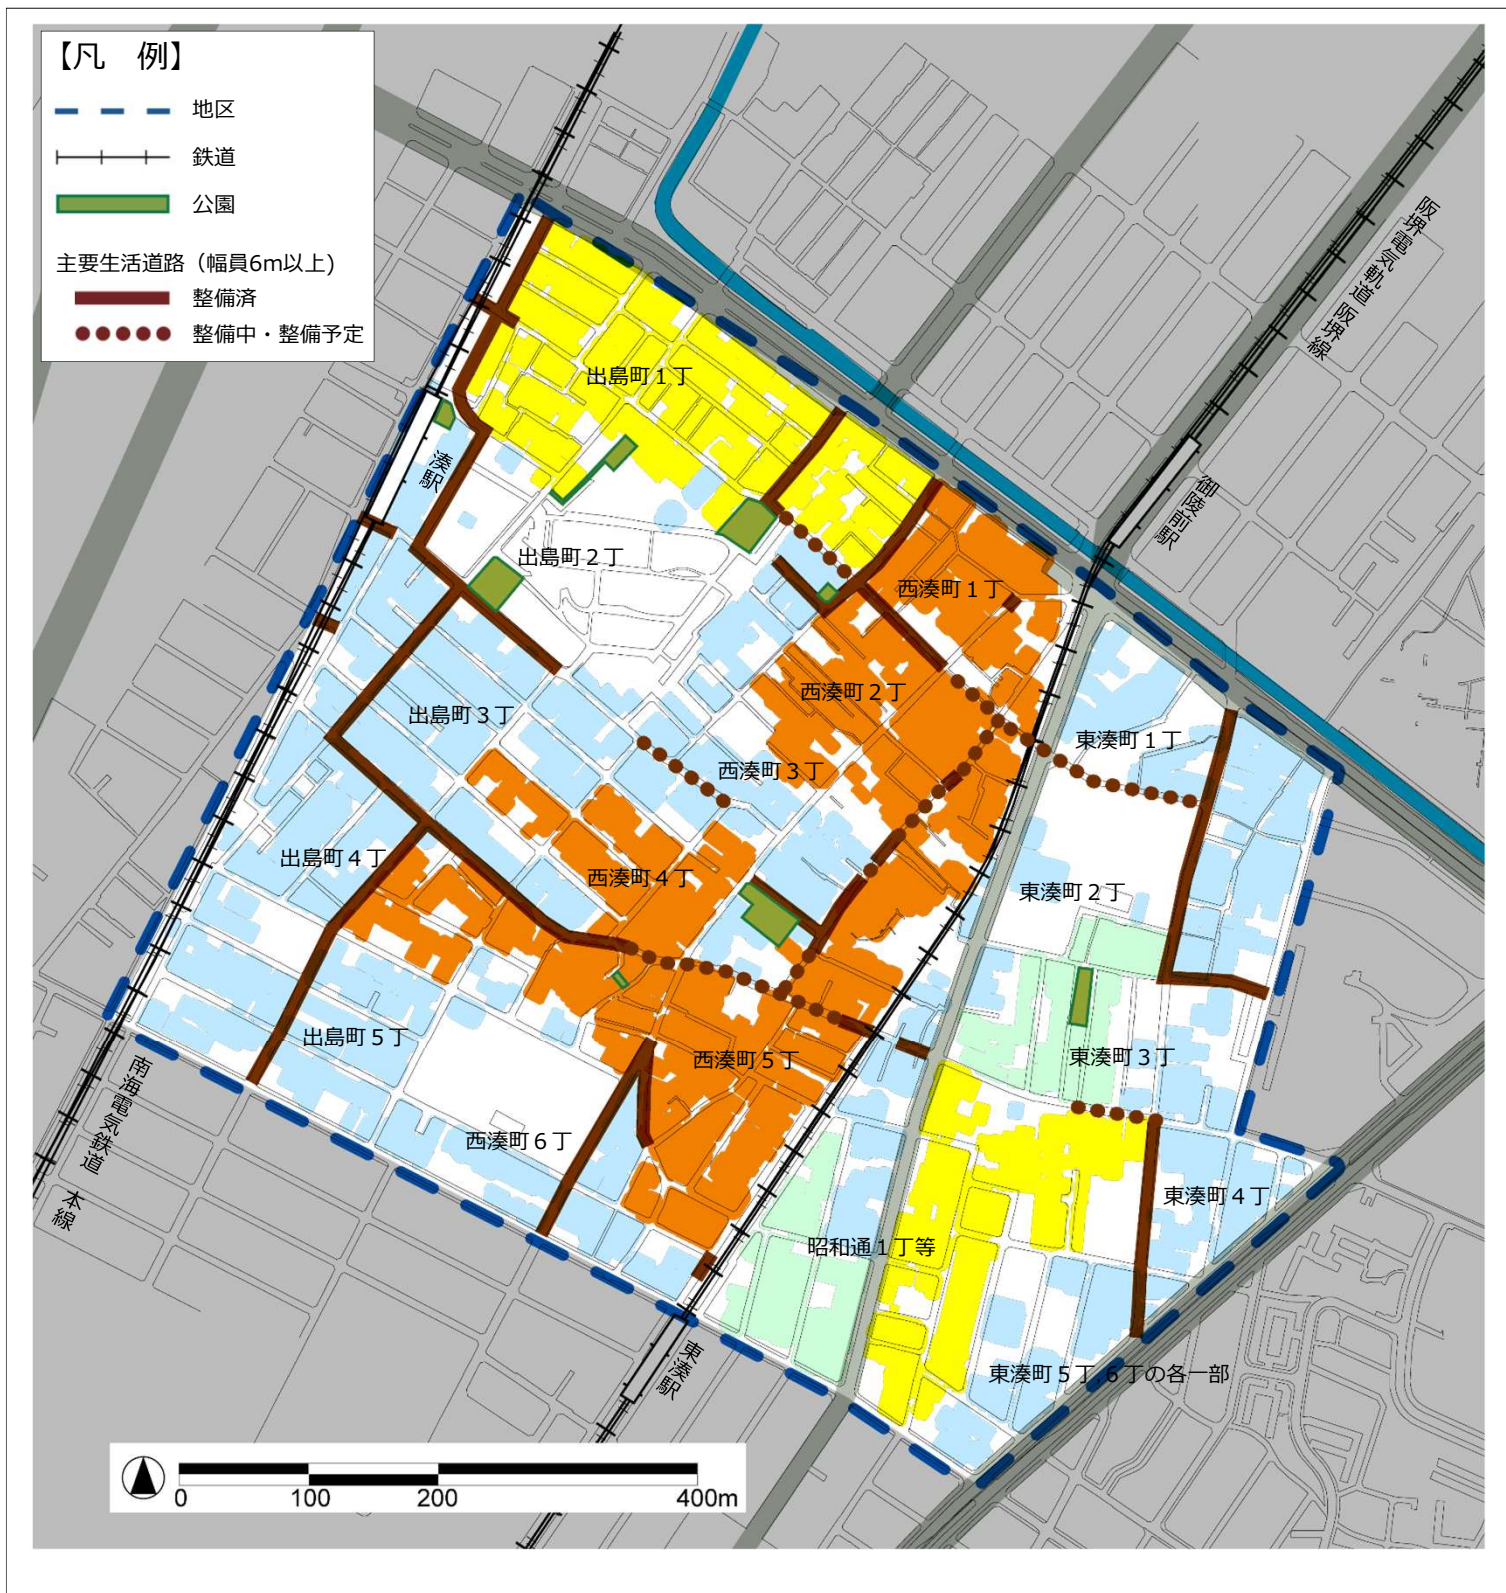 【凡　例】
地区
鉄道
公園
主要生活道路（幅員6m以上)
整備済
整備中・整備予定
阪堺電気軌道 阪堺線
御陵前駅
湊駅
出島町１丁
出島町２丁
西湊町１丁
西湊町２丁
出島町３丁
西湊町３丁
東湊町１丁
出島町４丁
西湊町４丁
東湊町２丁
出島町５丁
西湊町５丁
東湊町３丁
西湊町６丁
東湊町４丁
昭和通１丁等
東湊町５丁,６丁の各一部
南海電気鉄道
本線
東湊駅
0 100 200 400m